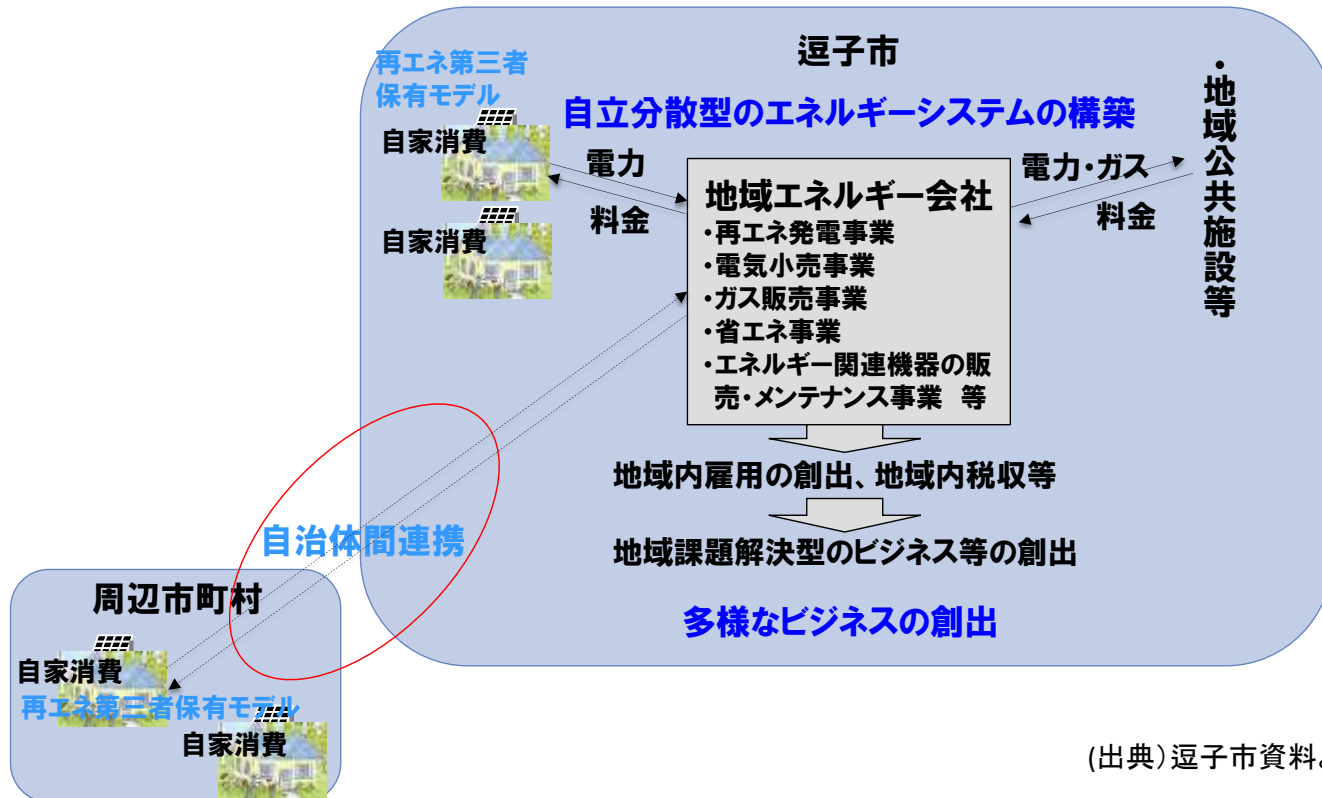 逗子市
再エネ第三者
保有モデル
自立分散型のエネルギーシステムの構築
自家消費
自家消費
電力
料金
地域エネルギー会社
・再エネ発電事業
・電気小売事業
・ガス販売事業
・省エネ事業
・エネルギー関連機器の販
売・メンテナンス事業 等
電力・ガス
料金
・地域公共施設等
地域内雇用の創出、地域内税収等
地域課題解決型のビジネス等の創出
多様なビジネスの創出
自治体間連携
周辺市町村
自家消費
再エネ第三者保有モデル
自家消費
(出典)逗子市資料